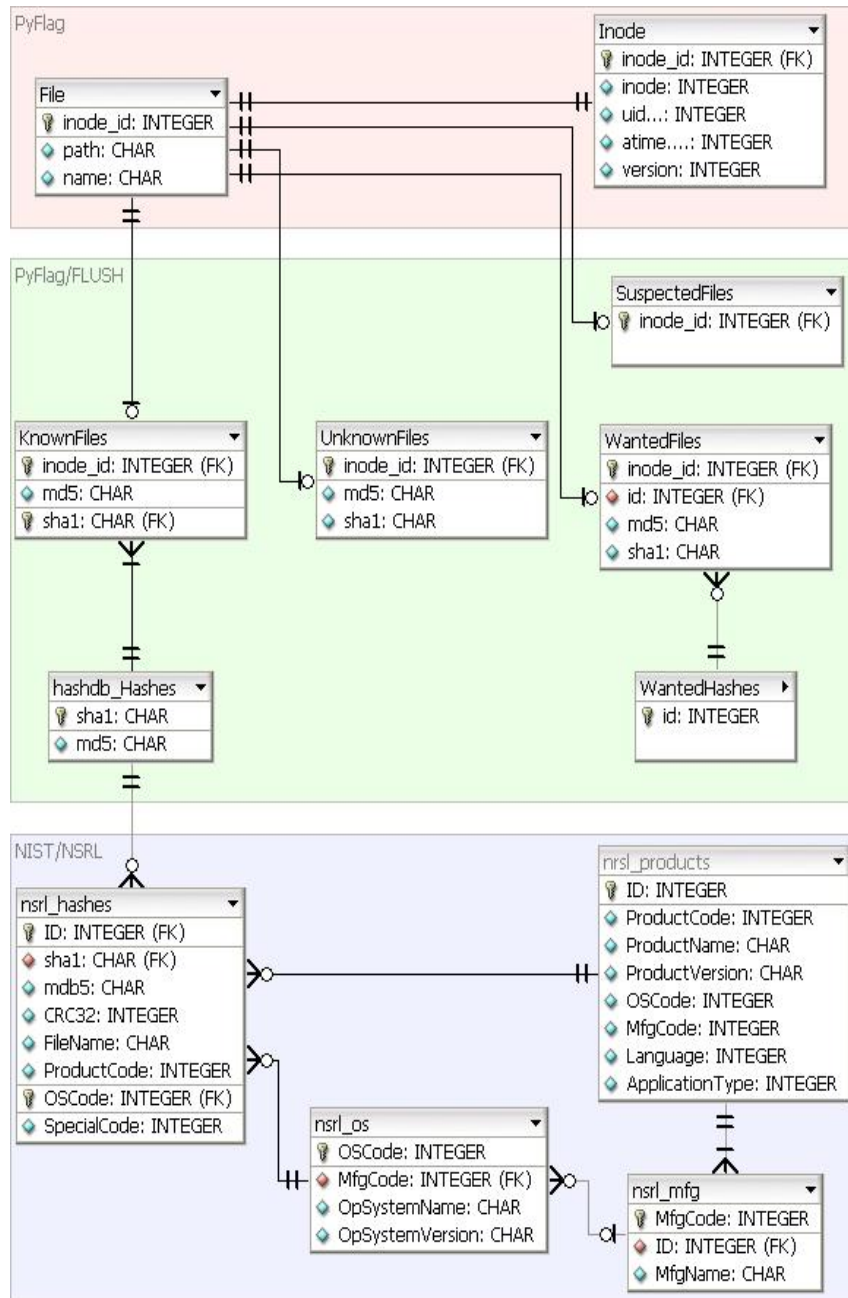 PyFlag
Inode
inode_id: INTEGER (FK)
inode: INTEGER
uid...: INTEGER
atime....: INTEGER
version: INTEGER
File
inode_id: INTEGER
path: CHAR
name: CHAR
PyFlag/FLUSH
SuspectedFiles
inode_id: INTEGER (FK)
KnownFiles
inode_id: INTEGER (FK)
md5: CHAR
sha1: CHAR (FK)
UnknownFiles
inode_id: INTEGER (FK)
md5: CHAR
sha1: CHAR
WantedFiles
inode_id: INTEGER (FK)
id: INTEGER (FK)
md5: CHAR
sha1: CHAR
hashdb_Hashes
sha1: CHAR
md5: CHAR
WantedHashes
id: INTEGER
NIST/NSRL
nsrl_hashes
ID: INTEGER (FK)
sha1: CHAR (FK)
mdb5: CHAR
CRC32: INTEGER
FileName: CHAR
ProductCode: INTEGER
OSCode: INTEGER (FK)
SpecialCode: INTEGER
nrsl_products
ID: INTEGER
ProductCode: INTEGER
ProductName: CHAR
ProductVersion: CHAR
OSCode: INTEGER
MfgCode: INTEGER
Language: INTEGER
ApplicationType: INTEGER
nsrl_os
OSCode: INTEGER
MfgCode: INTEGER (FK)
OpSystemName: CHAR
OpSystemVersion: CHAR
nsrl_mfg
MfgCode: INTEGER
ID: INTEGER (FK)
MfgName: CHAR